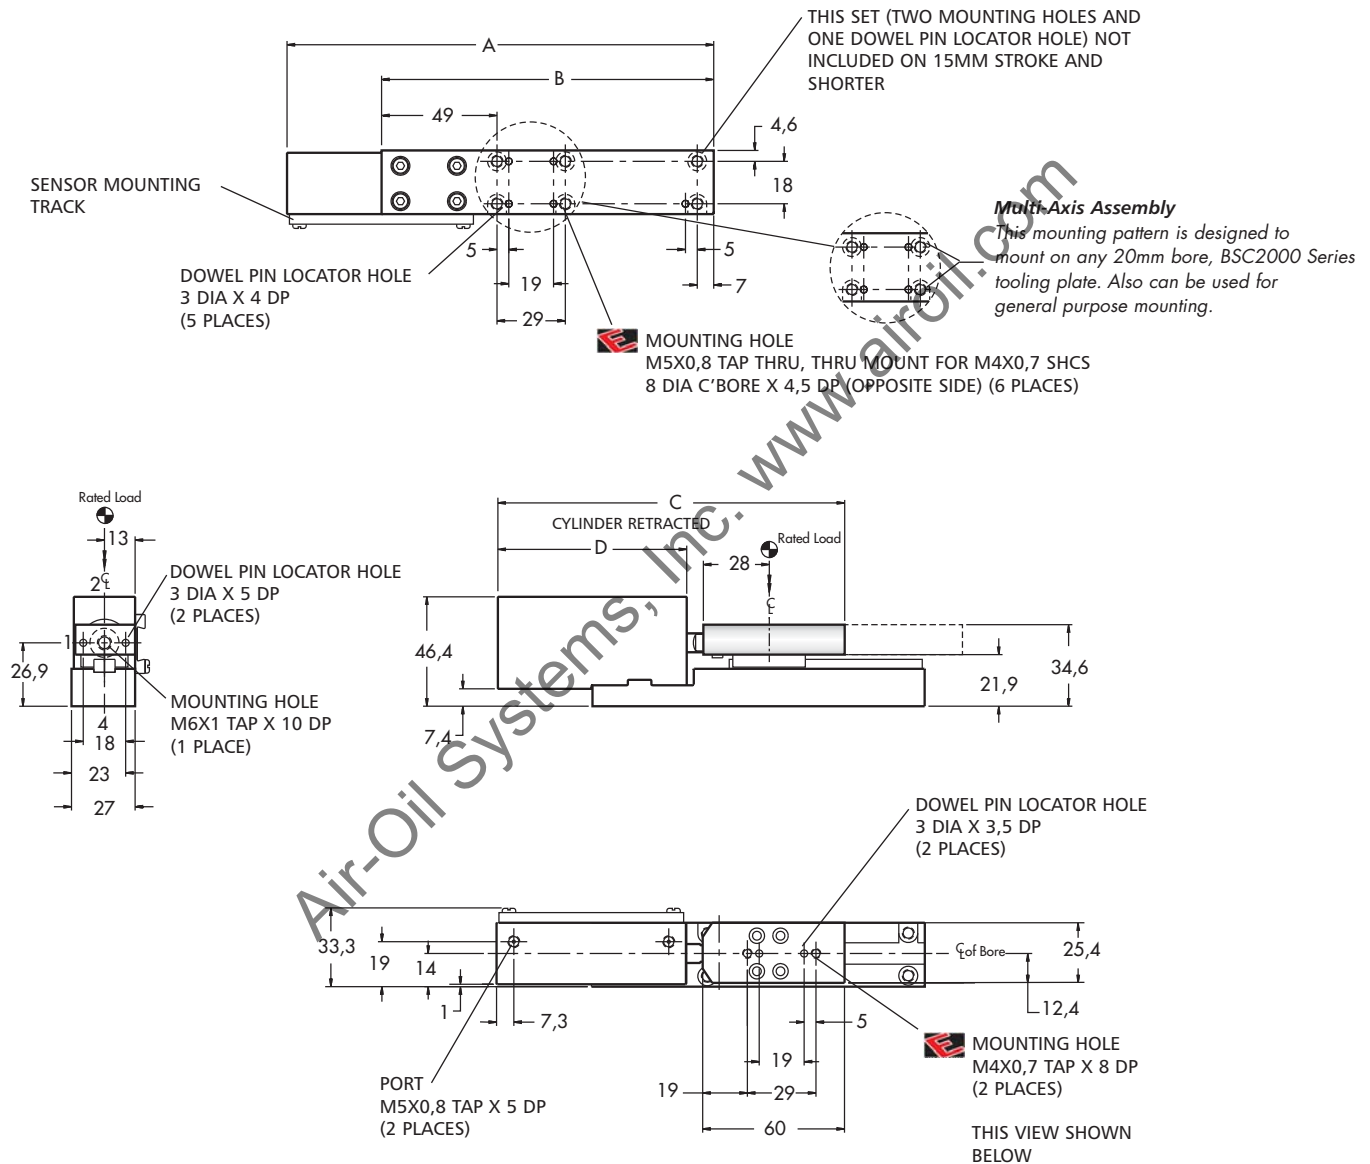 THIS SET (TWO MOUNTING HOLES AND
ONE DOWEL PIN LOCATOR HOLE) NOT
INCLUDED ON 15MM STROKE AND
SHORTER
A
B
49
4,6
18
SENSOR MOUNTING
TRACK
Multi-Axis Assembly
This mounting pattern is designed to
mount on any 20mm bore, BSC2000 Series
tooling plate. Also can be used for
general purpose mounting.
5
5
DOWEL PIN LOCATOR HOLE
3 DIA X 4 DP
(5 PLACES)
19
7
29
E
MOUNTING HOLE
M5X0,8 TAP THRU, THRU MOUNT FOR M4X0,7 SHCS
8 DIA C'BORE X 4,5 DP (OPPOSITE SIDE) (6 PLACES)
Air-Oil Systems, Inc. www.airoil.com
Rated Load
13
DOWEL PIN LOCATOR HOLE
3 DIA X 5 DP
(2 PLACES)
2 ℄
1
26,9
MOUNTING HOLE
M6X1 TAP X 10 DP
(1 PLACE)
4
18
23
27
C
CYLINDER RETRACTED
D
Rated Load
28
℄
46,4
34,6
21,9
7,4
DOWEL PIN LOCATOR HOLE
3 DIA X 3,5 DP
(2 PLACES)
33,3
19
14
1
7,3
℄ of Bore
25,4
12,4
5
19
19
29
60
PORT
M5X0,8 TAP X 5 DP
(2 PLACES)
E
MOUNTING HOLE
M4X0,7 TAP X 8 DP
(2 PLACES)
THIS VIEW SHOWN
BELOW